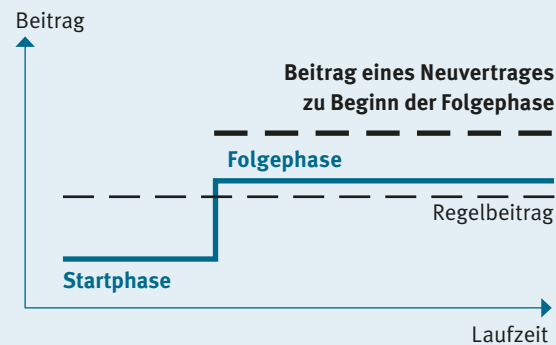 Beitrag
Beitrag eines Neuvertrages
zu Beginn der Folgephase
Folgephase
Regelbeitrag
Startphase
Laufzeit